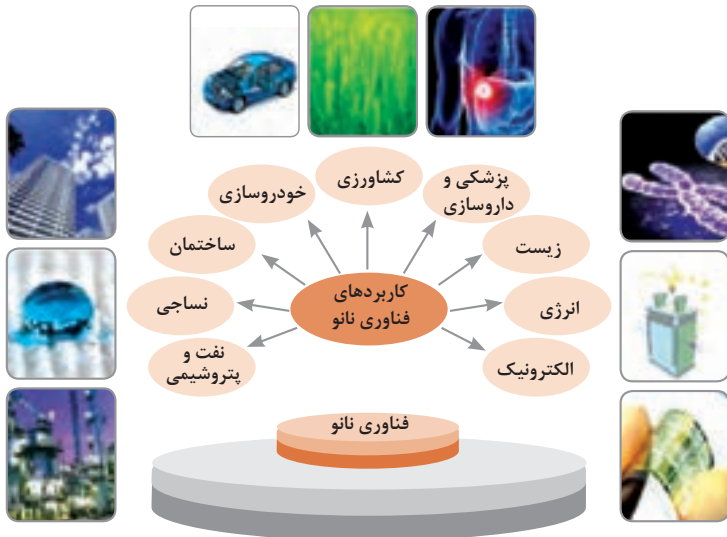 کشاورزی
پزشکی و
داروسازی
خودروسازی
زیست
ساختمان
کاربردهای
فناوری نانو
انرژی
نساجی
نفت و
پتروشیمی
الکترونیک
فناوری نانو